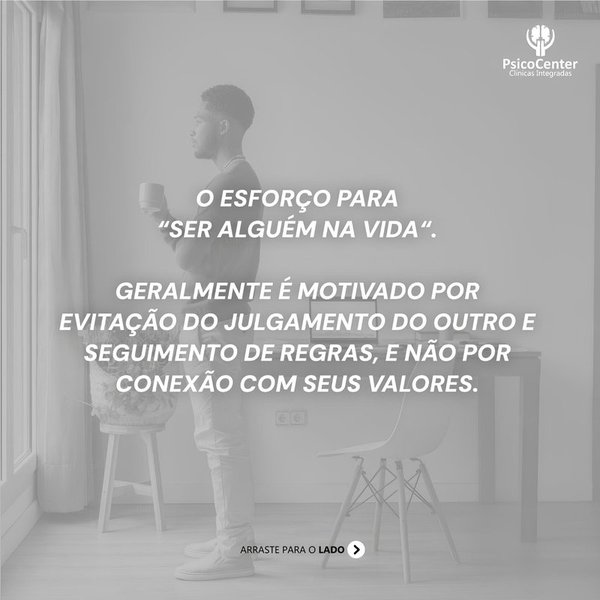 PsicoCenter
Clínicas Integradas
O ESFORÇO PARA
“SER ALGUÉM NA VIDA“.
GERALMENTE É MOTIVADO POR
EVITAÇÃO DO JULGAMENTO DO OUTRO E
SEGUIMENTO DE REGRAS, E NÃO POR
CONEXÃO COM SEUS VALORES.
ARRASTE PARA O LADO